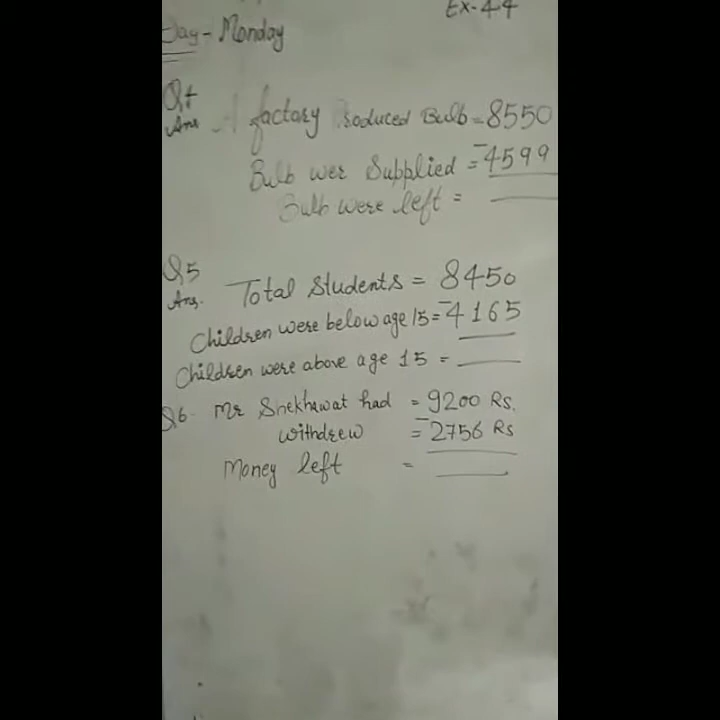 Ex-44
Day - Monday
Q4
Ans A factory Produced Bulb = 8550
Bulb wer Supplied = -4599
Bulb were left =
Q5
Ans. Total Students = 8450
Children were below age 15 = -4165
Children were above age 15 =
Q6. Mr Shekhawat had = 9200 Rs.
withdrew = -2756 Rs
Money left =